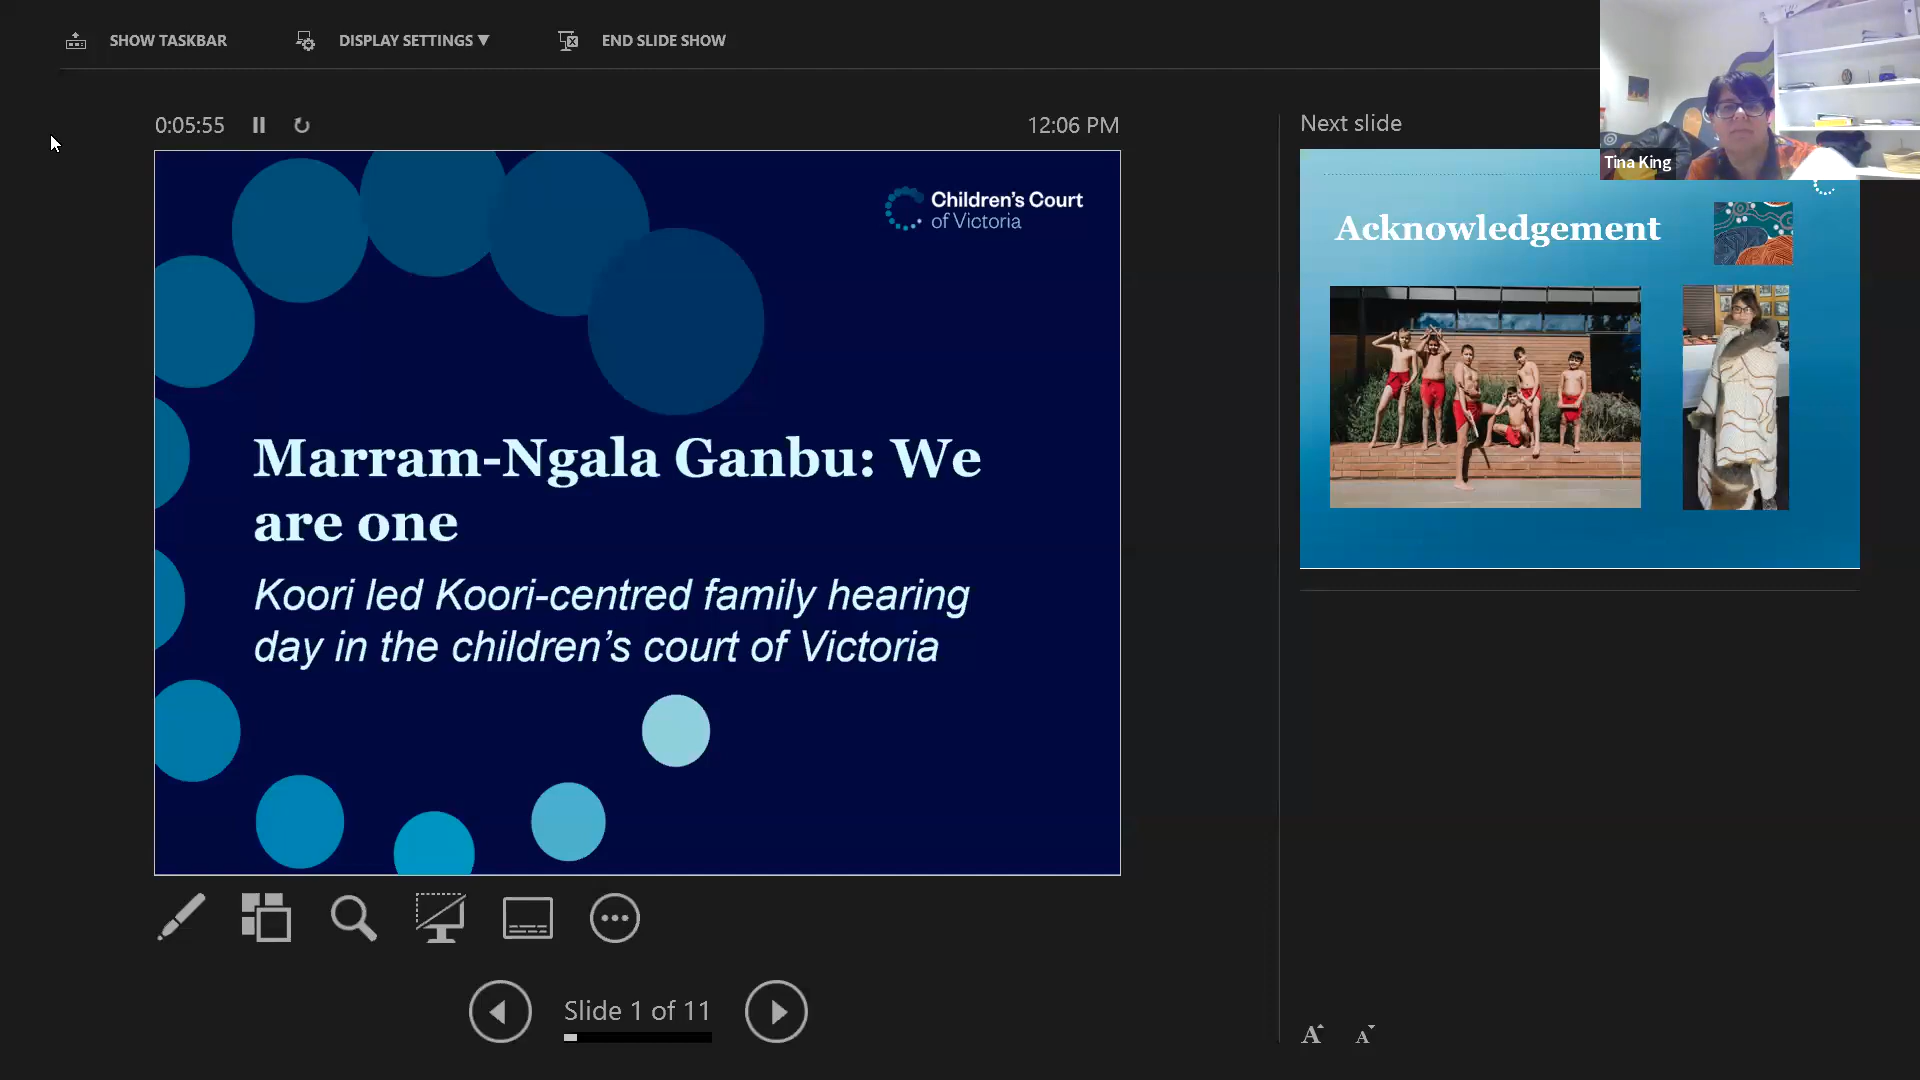 SHOW TASKBAR
DISPLAY SETTINGS ▼
END SLIDE SHOW
Tina King
0:05:55
12:06 PM
Next slide
Children's Court
of Victoria
Marram-Ngala Ganbu: We
are one
Koori led Koori-centred family hearing
day in the children's court of Victoria
Acknowledgement
Slide 1 of 11
A
A